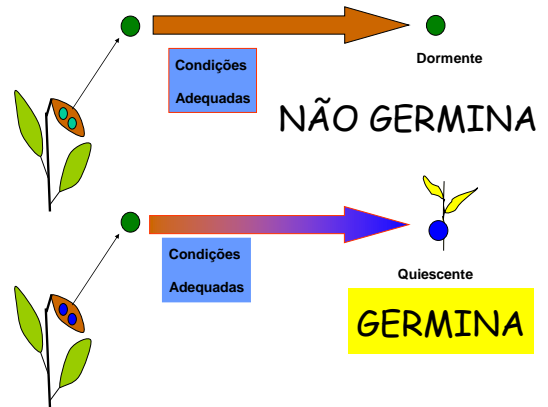 Condições
Adequadas
Dormente
NÃO GERMINA
Condições
Adequadas
Quiescente
GERMINA